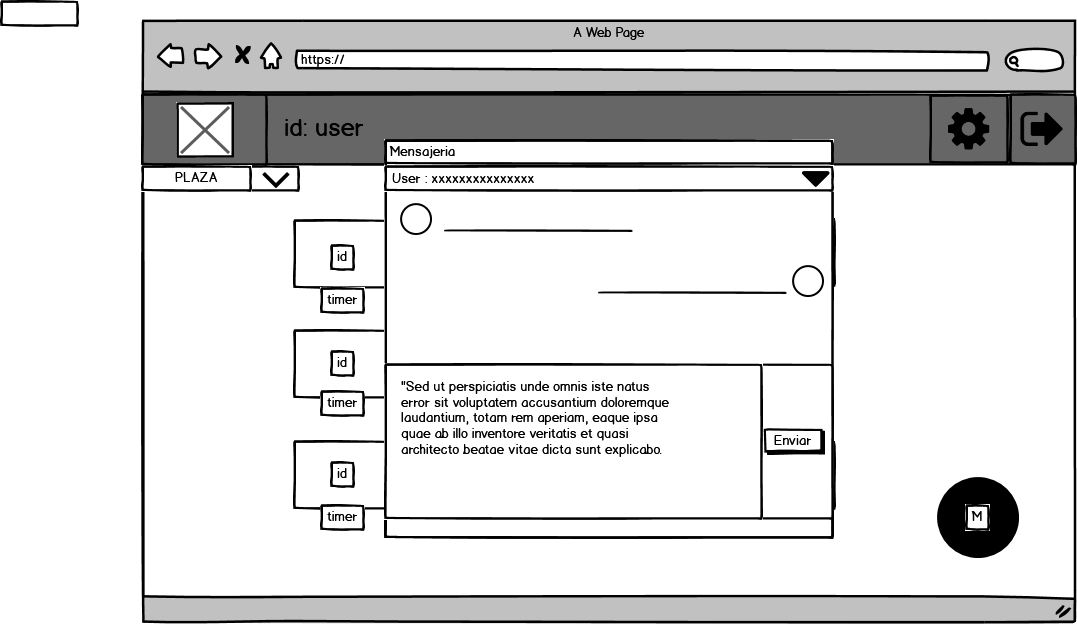 A Web Page
https://
id: user
Mensajeria
PLAZA
User : xxxxxxxxxxxxxxx
id
timer
id
timer
"Sed ut perspiciatis unde omnis iste natus
error sit voluptatem accusantium doloremque
laudantium, totam rem aperiam, eaque ipsa
quae ab illo inventore veritatis et quasi
architecto beatae vitae dicta sunt explicabo.
Enviar
id
timer
M